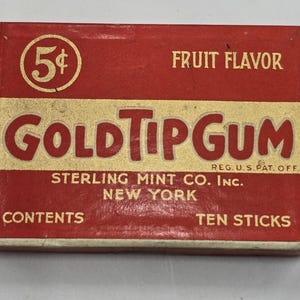 5¢ FRUIT FLAVOR
GOLD TIP GUM
REG. U.S. PAT. OFF.
STERLING MINT CO. INC.
NEW YORK
CONTENTS TEN STICKS